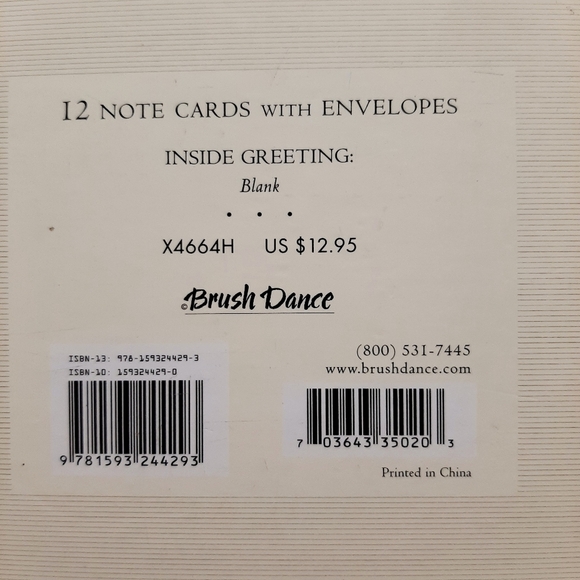 12 NOTE CARDS WITH ENVELOPES
INSIDE GREETING:
Blank
• • •
X4664H US $12.95
©Brush Dance
(800) 531-7445
www.brushdance.com
ISBN-13: 978-159324429-3
ISBN-10: 159324429-0
9 781593 244293
7 03643 35020 3
Printed in China